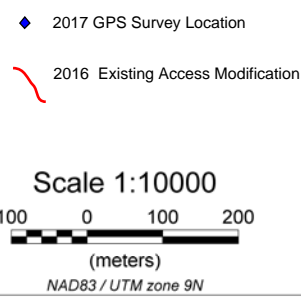 2017 GPS Survey Location
2016 Existing Access Modification
Scale 1:10000
100 0 100 200
(meters)
NAD83 / UTM zone 9N